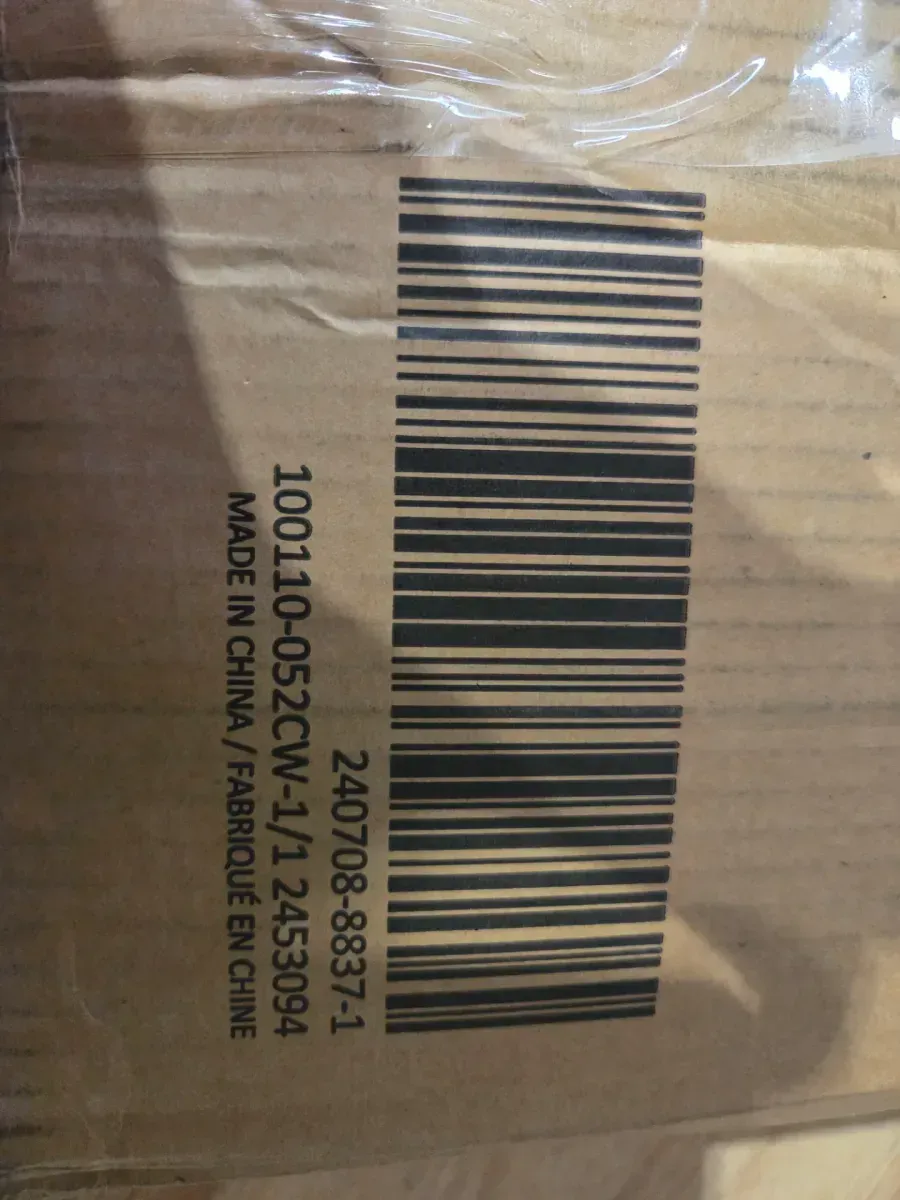 240708-8837-1
100110-052CW-1/1 2453094
MADE IN CHINA / FABRIQUÉ EN CHINE